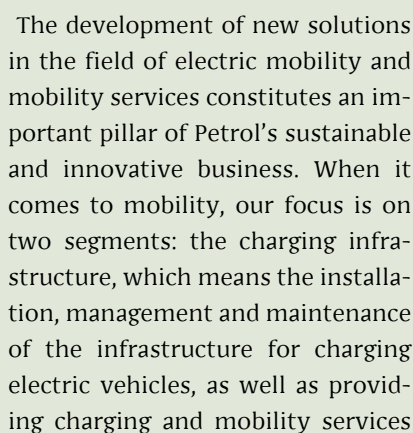 The development of new solutions
in the field of electric mobility and
mobility services constitutes an im-
portant pillar of Petrol's sustainable
and innovative business. When it
comes to mobility, our focus is on
two segments: the charging infra-
structure, which means the installa-
tion, management and maintenance
of the infrastructure for charging
electric vehicles, as well as provid-
ing charging and mobility services